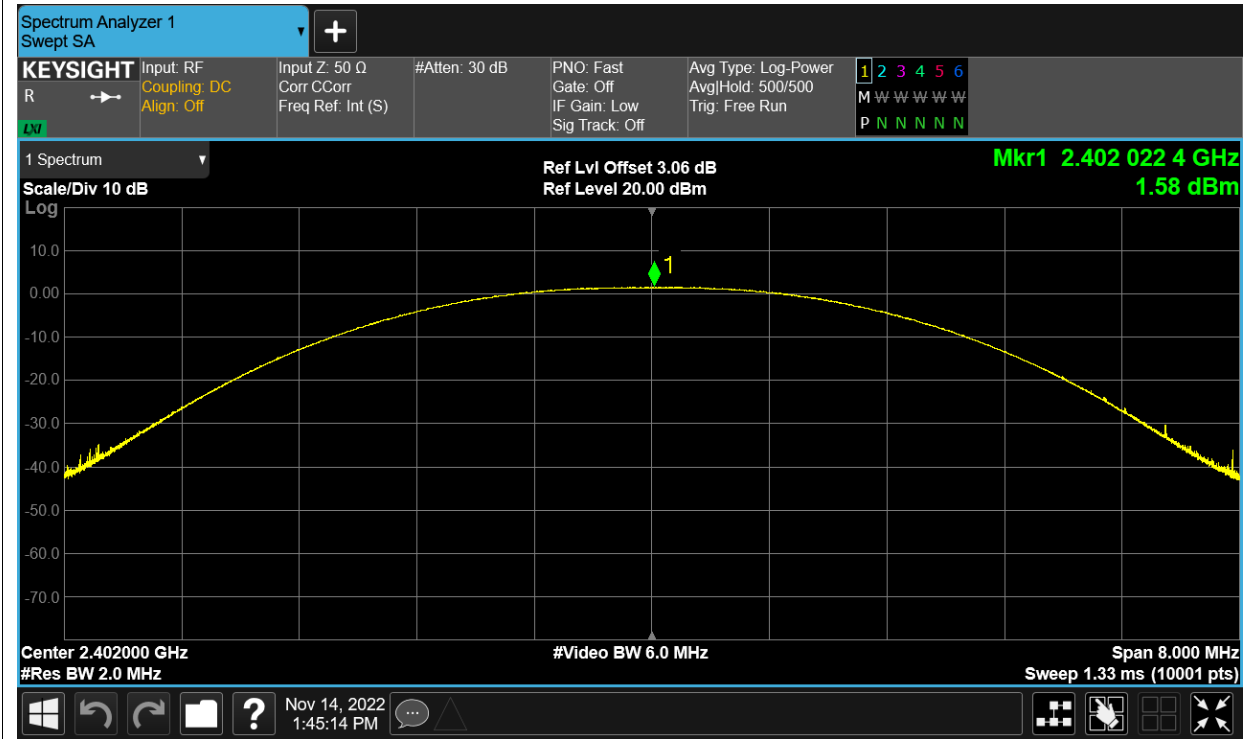 Spectrum Analyzer 1
Swept SA
KEYSIGHT
R
LXI
Input: RF
Coupling: DC
Align: Off
Input Z: 50 Ω
Corr CCorr
Freq Ref: Int (S)
#Atten: 30 dB
PNO: Fast
Gate: Off
IF Gain: Low
Sig Track: Off
Avg Type: Log-Power
Avg|Hold: 500/500
Trig: Free Run
1 2 3 4 5 6
M W W W W W
P N N N N N
1 Spectrum
Scale/Div 10 dB
Ref Lvl Offset 3.06 dB
Ref Level 20.00 dBm
Mkr1 2.402 022 4 GHz
1.58 dBm
Log
10.0
0.00
-10.0
-20.0
-30.0
-40.0
-50.0
-60.0
-70.0
1
Center 2.402000 GHz
#Res BW 2.0 MHz
#Video BW 6.0 MHz
Span 8.000 MHz
Sweep 1.33 ms (10001 pts)
?
Nov 14, 2022
1:45:14 PM